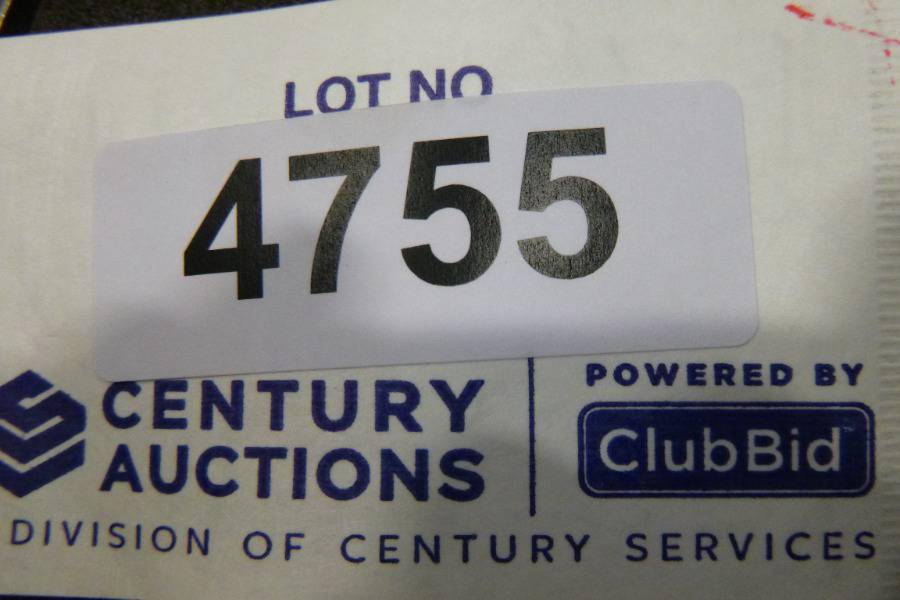 LOT NO
4755
CENTURY
AUCTIONS
POWERED BY
ClubBid
DIVISION OF CENTURY SERVICES